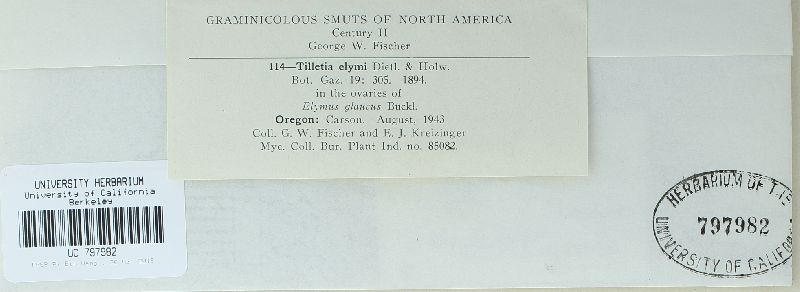 GRAMINICOLOUS SMUTS OF NORTH AMERICA
Century II
George W. Fischer
114—Tilletia elymi Dietl. & Holw.
Bot. Gaz. 19: 305. 1894.
in the ovaries of
Elymus glaucus Buckl.
Oregon: Carson. August, 1943
Coll. G. W. Fischer and E. J. Kreizinger
Myc. Coll. Bur. Plant Ind. no. 85082.
UNIVERSITY HERBARIUM
University of California
Berkeley
UC 797982
HERBARIUM OF THE
797982
UNIVERSITY OF CALIFOR